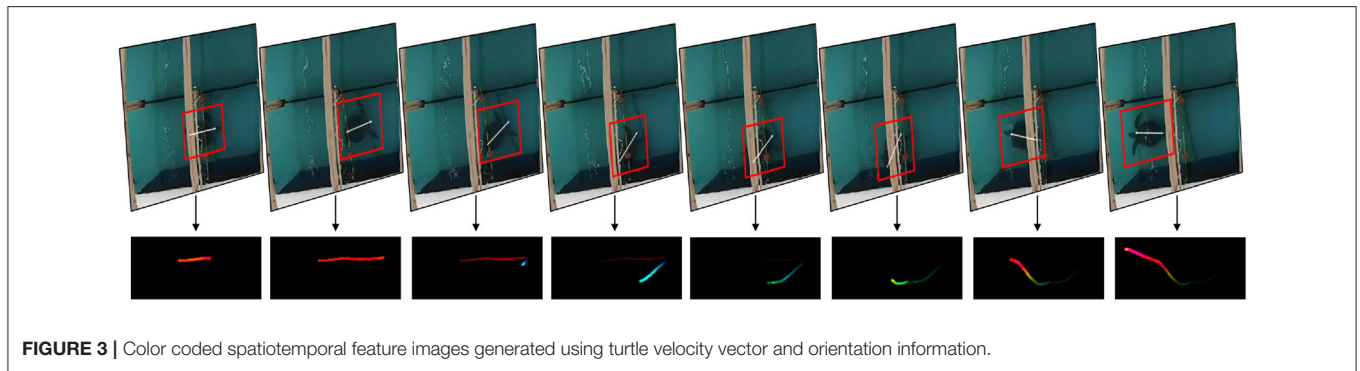 FIGURE 3 | Color coded spatiotemporal feature images generated using turtle velocity vector and orientation information.